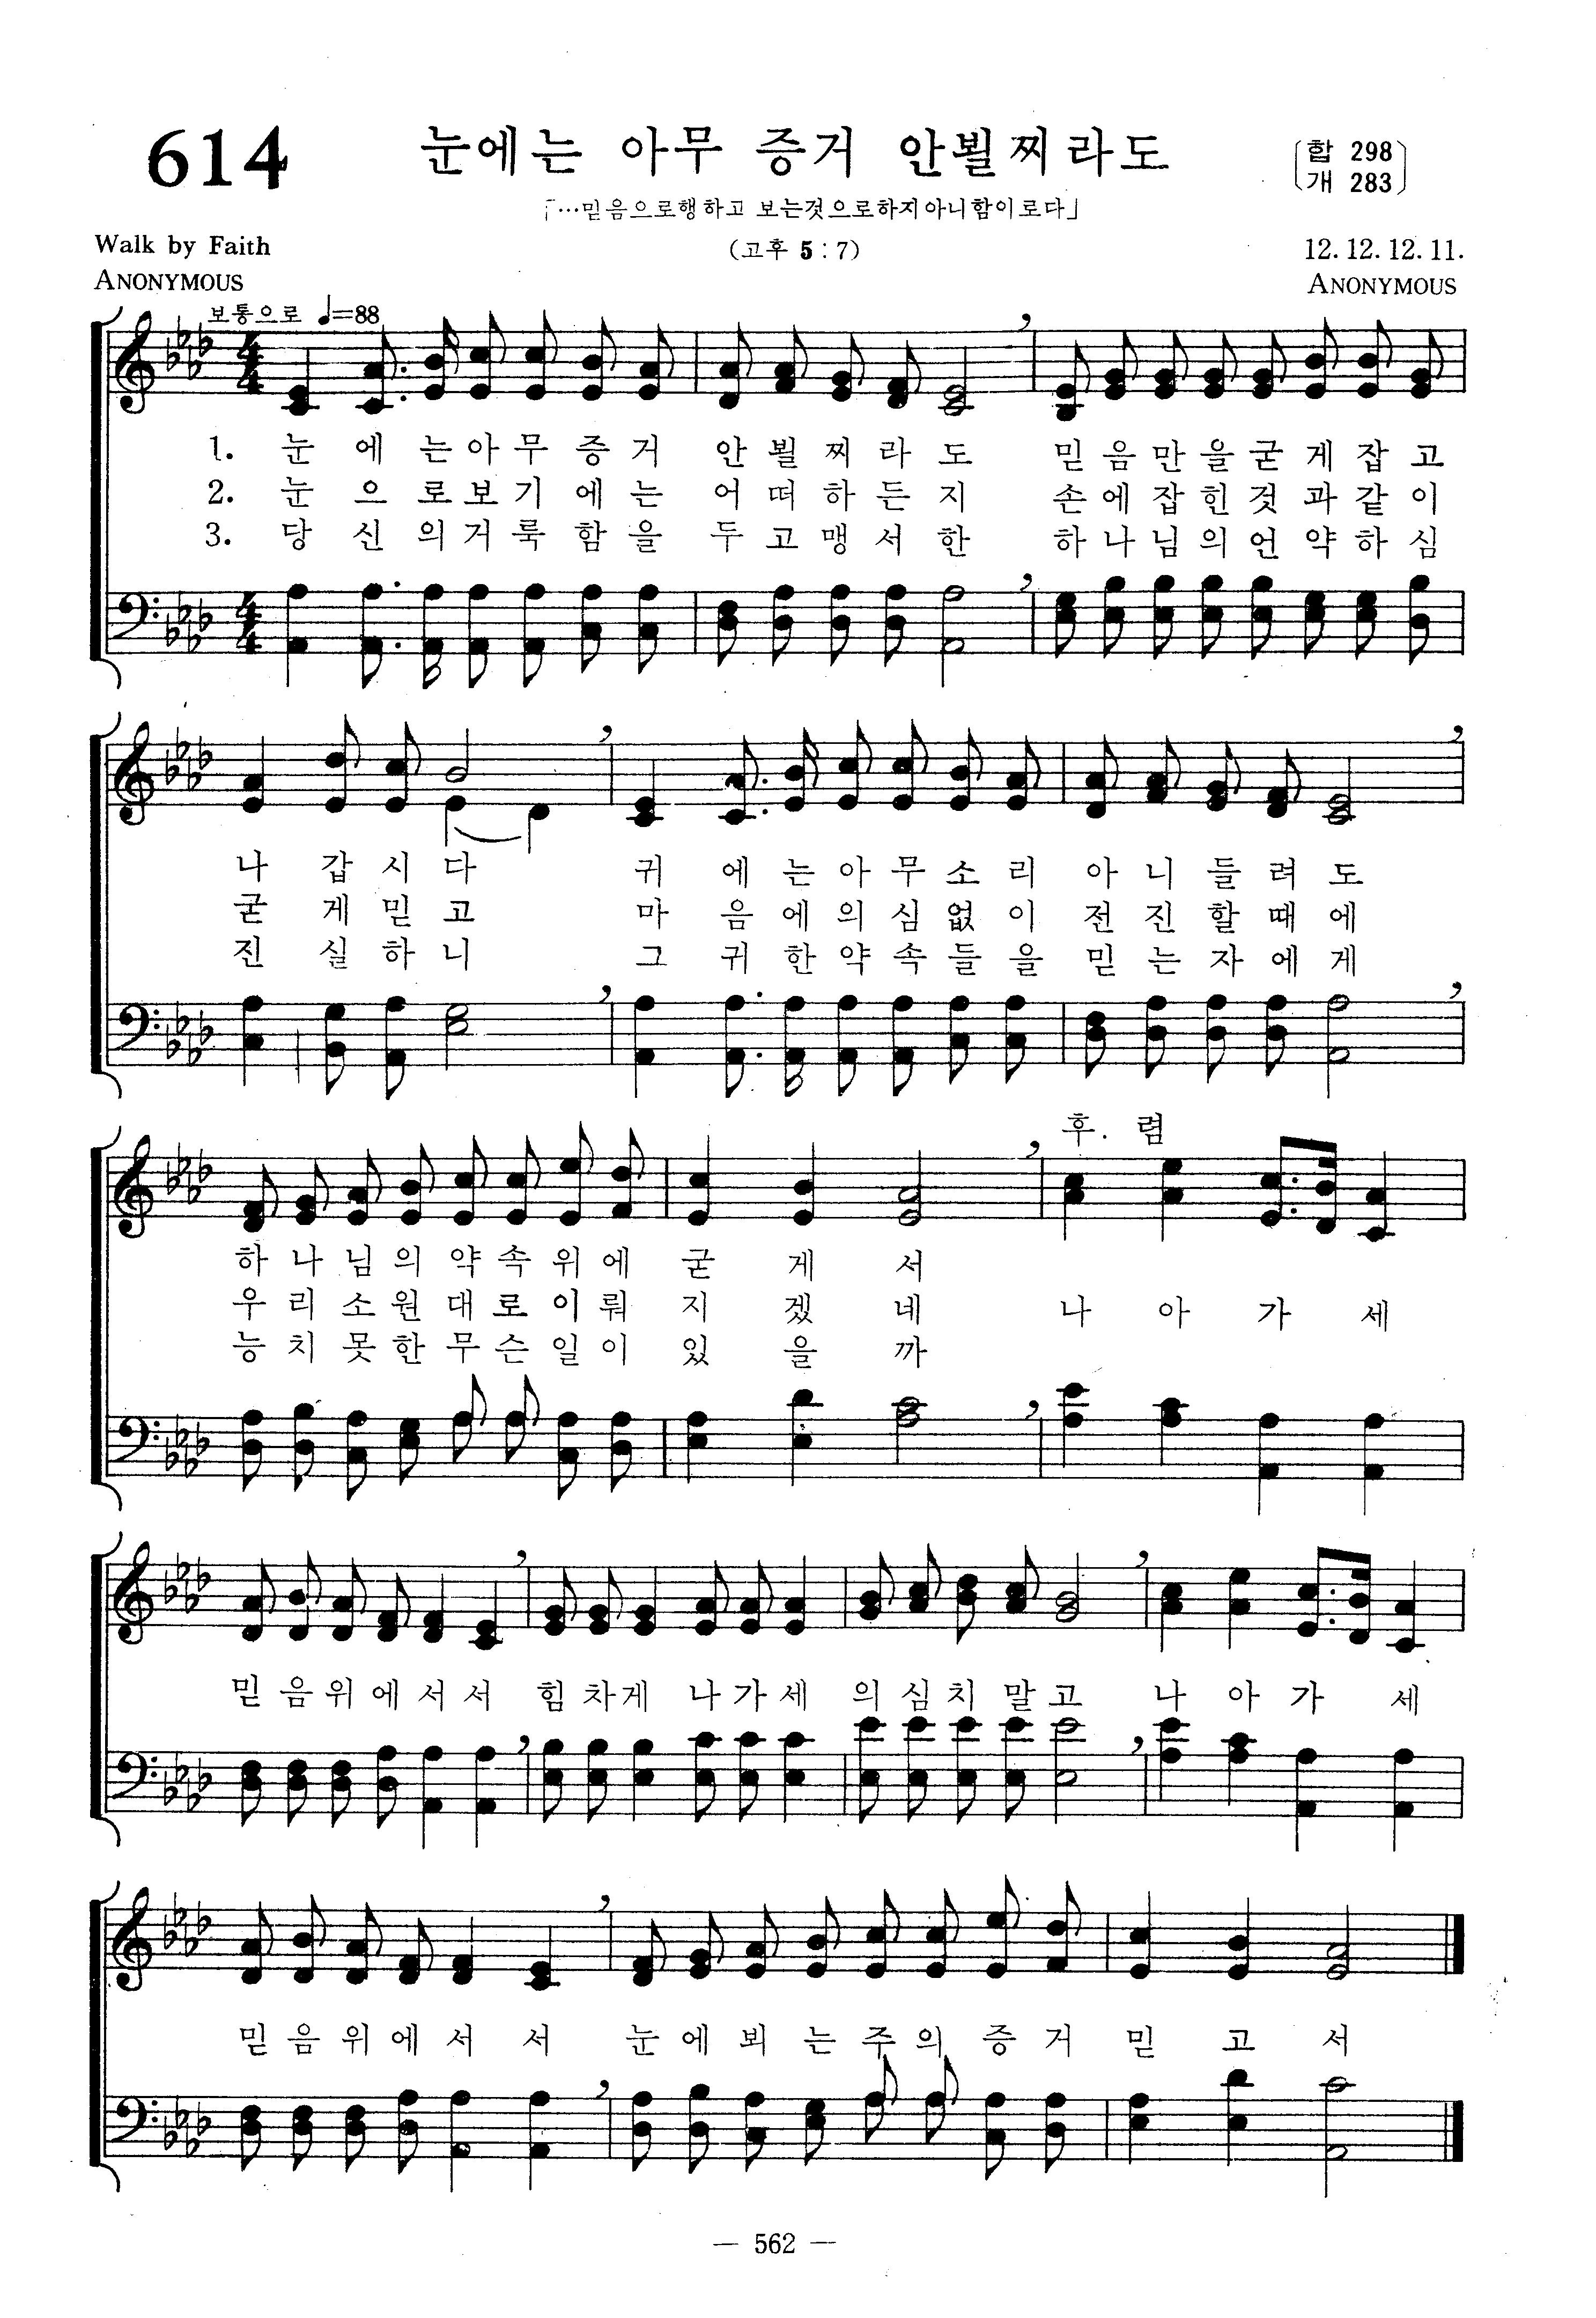 614 눈에는 아무 증거 안뵐찌라도 (합 298 개 283)
「…믿음으로행하고 보는것으로하지아니함이로다」
Walk by Faith (고후 5:7) 12. 12. 12. 11.
ANONYMOUS ANONYMOUS
보통으로 ♩=88
1. 눈에는아무증거 안뵐찌라도 믿음만을굳게잡고
2. 눈으로보기에는 어떠하든지 손에잡힌것과같이
3. 당신의거룩함을 두고맹서한 하나님의언약하심
나갑시다 귀에는아무소리 아니들려도
굳게믿고 마음에의심없이 전진할때에
진실하니 그귀한약속들을 믿는자에게
후. 렴
하나님의약속위에 굳게서
우리소원대로이뤄 지겠네 나아가세
능치못한무슨일이 있을까
믿음위에서서 힘차게 나가세 의심치말고 나아가세
믿음위에서서 눈에뵈는주의증거 믿고서
— 562 —